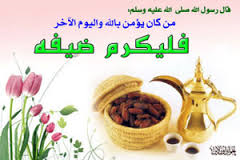 قال رسول الله صلى الله عليه وسلم:
من كان يؤمن بالله واليوم الآخر
فليكرم ضيفه